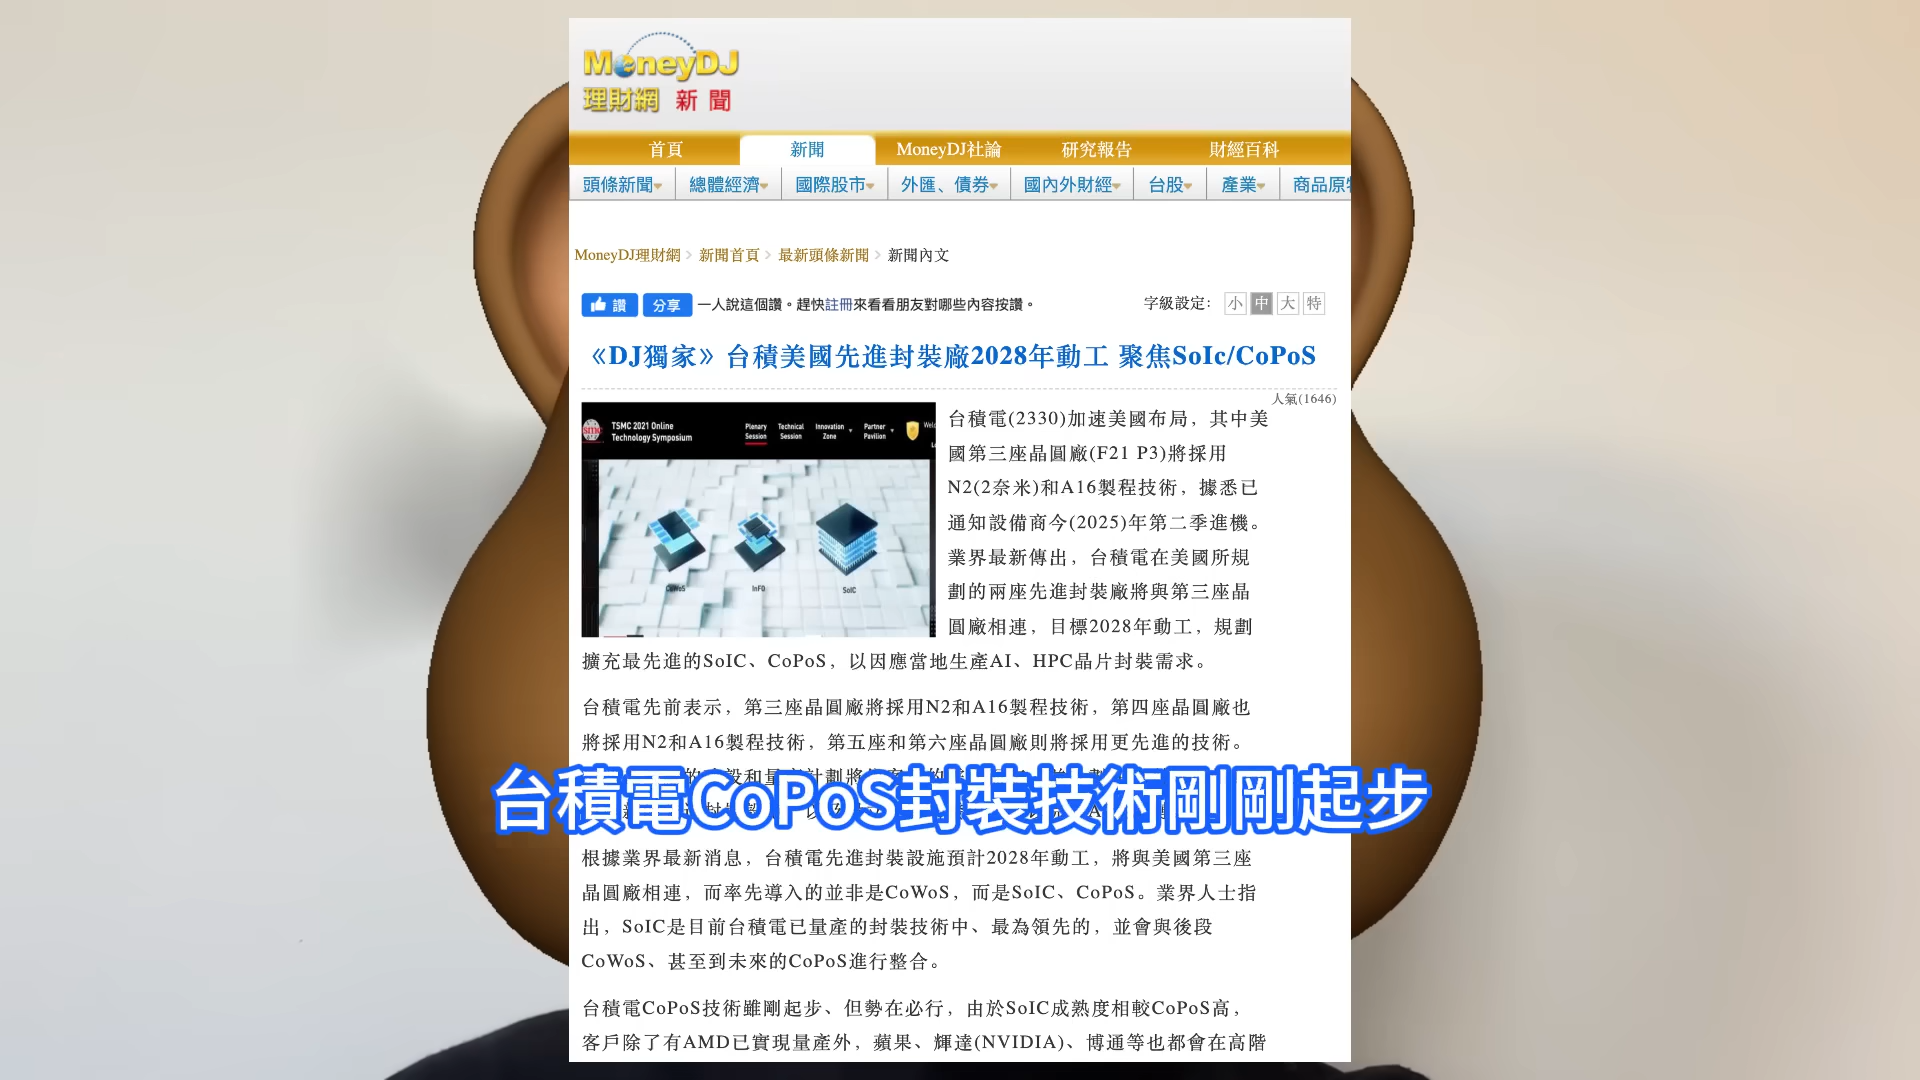 MoneyDJ
理財網 新聞
首頁 新聞 MoneyDJ社論 研究報告 財經百科
頭條新聞 總體經濟 國際股市 外匯、債券 國內外財經 台股 產業 商品原
MoneyDJ理財網 > 新聞首頁 > 最新頭條新聞 > 新聞內文
讚 分享 一人說這個讚。趕快註冊來看看朋友對哪些內容按讚。 字級設定: 小 中 大 特
《DJ獨家》台積美國先進封裝廠2028年動工 聚焦SoIc/CoPoS
人氣(1646)
TSMC 2021 Online
Technology Symposium
Plenary Session Technical Session Innovation Zone Partner Pavilion
CoWoS InFO SoIC
台積電(2330)加速美國布局，其中美
國第三座晶圓廠(F21 P3)將採用
N2(2奈米)和A16製程技術，據悉已
通知設備商今(2025)年第二季進機。
業界最新傳出，台積電在美國所規
劃的兩座先進封裝廠將與第三座晶
圓廠相連，目標2028年動工，規劃
擴充最先進的SoIC、CoPoS，以因應當地生產AI、HPC晶片封裝需求。
台積電先前表示，第三座晶圓廠將採用N2和A16製程技術，第四座晶圓廠也
將採用N2和A16製程技術，第五座和第六座晶圓廠則將採用更先進的技術。
台積電CoPoS封裝技術剛剛起步
根據業界最新消息，台積電先進封裝設施預計2028年動工，將與美國第三座
晶圓廠相連，而率先導入的並非是CoWoS，而是SoIC、CoPoS。業界人士指
出，SoIC是目前台積電已量產的封裝技術中、最為領先的，並會與後段
CoWoS、甚至到未來的CoPoS進行整合。
台積電CoPoS技術雖剛起步、但勢在必行，由於SoIC成熟度相較CoPoS高，
客戶除了有AMD已實現量產外，蘋果、輝達(NVIDIA)、博通等也都會在高階